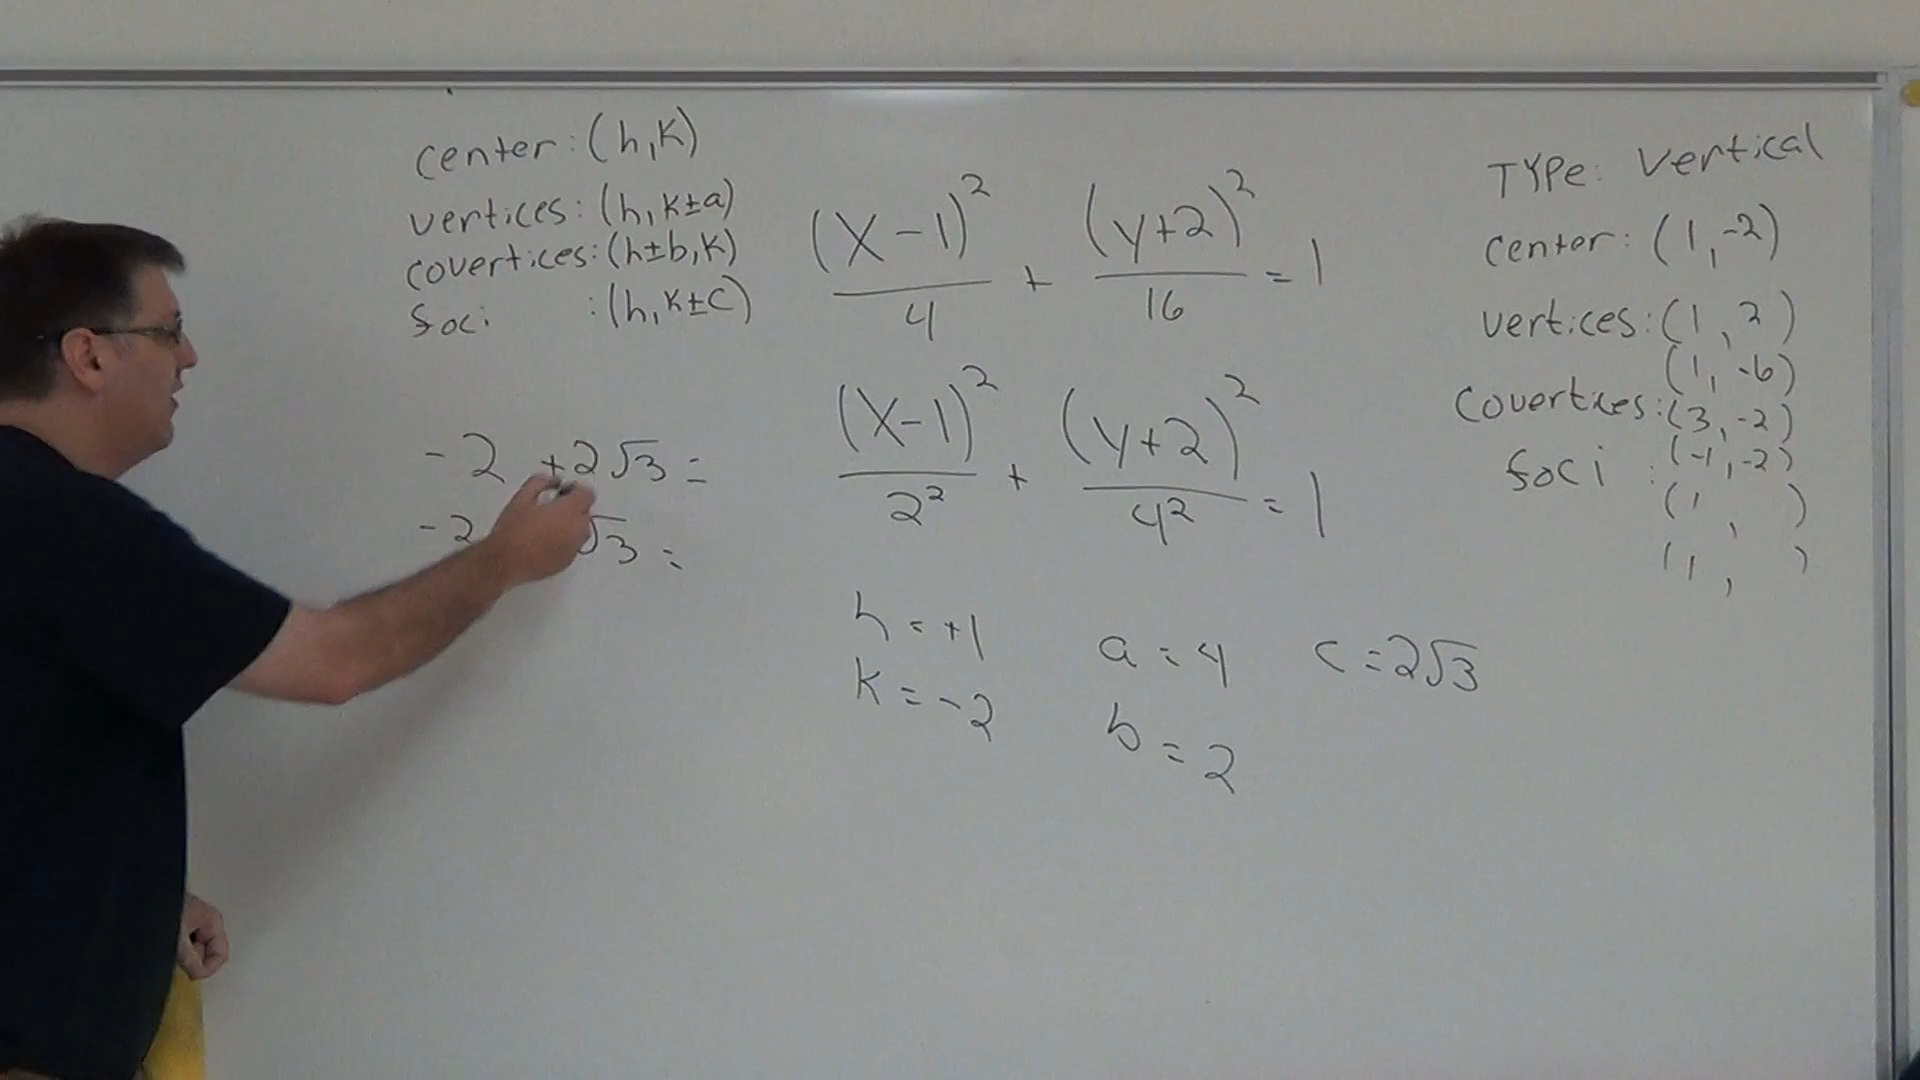 center: (h,k)
vertices: (h, k±a)
covertices: (h±b, k)
foci : (h, k±c)
-2 +2√3 =
-2 √3 =
(x-1)² / 4 + (y+2)² / 16 = 1
(x-1)² / 2² + (y+2)² / 4² = 1
h = +1
k = -2
a = 4
b = 2
c = 2√3
TYPe: vertical
center: (1, -2)
vertices: (1, 2)
(1, -6)
covertices: (3, -2)
(-1, -2)
foci : (1, )
(1, )